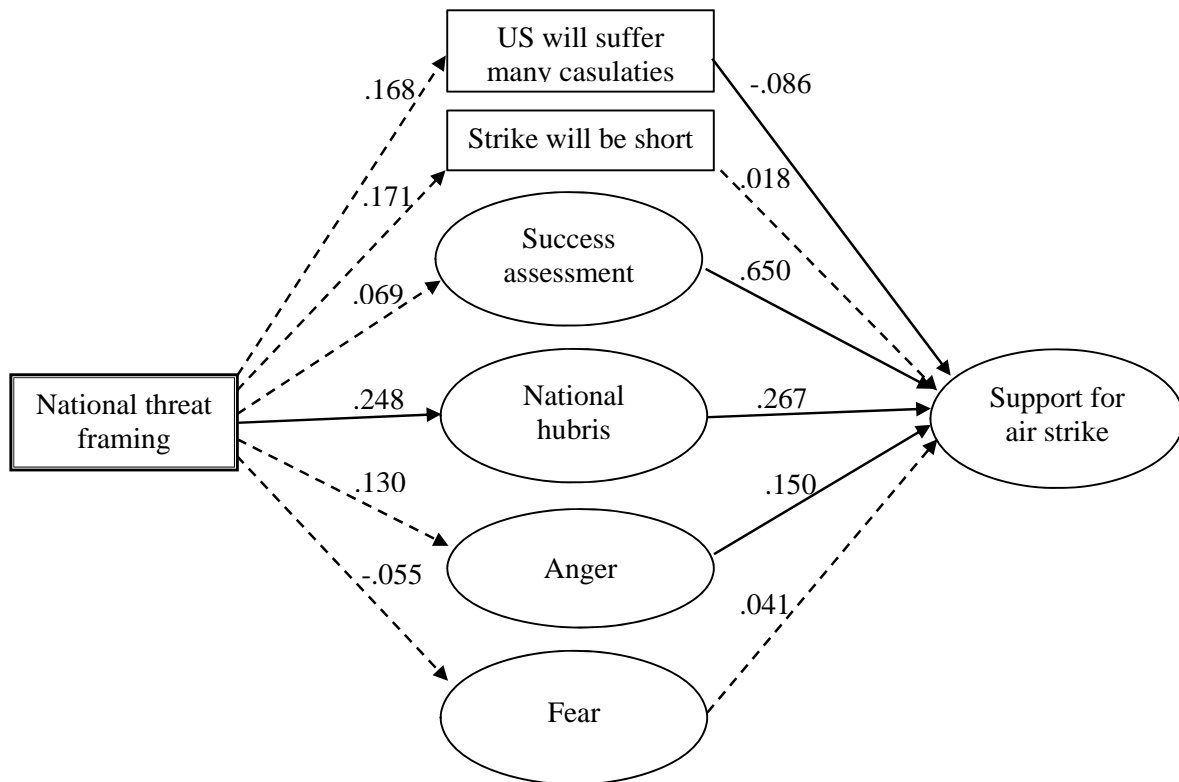 US will suffer
many casulaties
.168
-.086
Strike will be short
.171
.018
Success
assessment
.069
.650
National threat
framing
.248
National
hubris
.267
Support for
air strike
.130
.150
Anger
-.055
.041
Fear